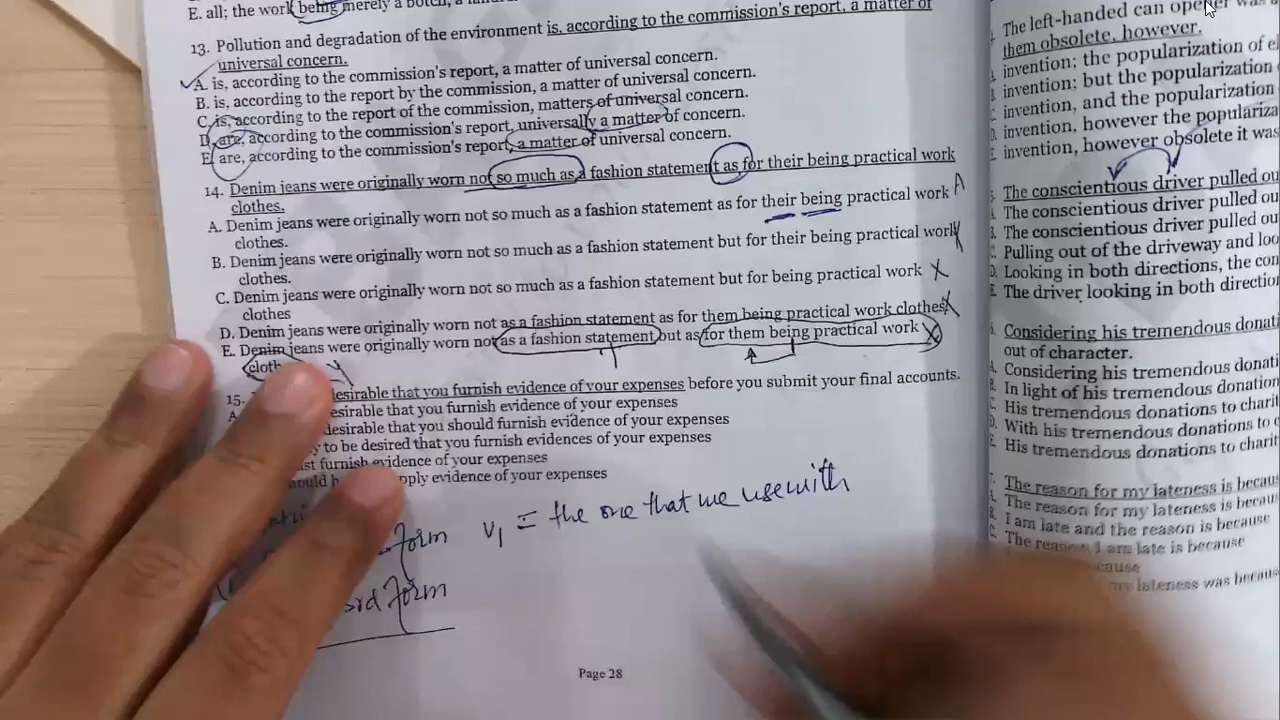 E. all; the work being merely a botch, a
13. Pollution and degradation of the environment is, according to the commission's report, a matter of
universal concern.
A. is, according to the commission's report, a matter of universal concern.
B. is, according to the report by the commission, a matter of universal concern.
C. is, according to the report of the commission, matters of universal concern.
D. are, according to the commission's report, universally a matter of concern.
E. are, according to the commission's report, a matter of universal concern.
14. Denim jeans were originally worn not so much as a fashion statement as for their being practical work
clothes.
A. Denim jeans were originally worn not so much as a fashion statement as for their being practical work A
clothes.
B. Denim jeans were originally worn not so much as a fashion statement but for their being practical work
clothes.
C. Denim jeans were originally worn not so much as a fashion statement but for being practical work X
clothes
D. Denim jeans were originally worn not as a fashion statement as for them being practical work clothes X
E. Denim jeans were originally worn not as a fashion statement but as for them being practical work X
cloth
15. desirable that you furnish evidence of your expenses before you submit your final accounts.
A desirable that you furnish evidence of your expenses
desirable that you should furnish evidence of your expenses
y to be desired that you furnish evidences of your expenses
st furnish evidence of your expenses
ould pply evidence of your expenses
form V1 = the one that we use with
form
Page 28
The left-handed can opener was a
them obsolete, however.
invention; the popularization of el
invention; but the popularization
invention, and the popularization
invention, however the populariza
invention, however obsolete it was
The conscientious driver pulled ou
The conscientious driver pulled ou
The conscientious driver pulled ou
Pulling out of the driveway and loo
Looking in both directions, the con
E. The driver looking in both direction
Considering his tremendous donati
out of character.
Considering his tremendous donati
In light of his tremendous donation
His tremendous donations to charit
D. With his tremendous donations to c
E. His tremendous donations to charit
The reason for my lateness is becaus
A. The reason for my lateness is becaus
I am late and the reason is because
The reason I am late is because
cause
my lateness was becaus